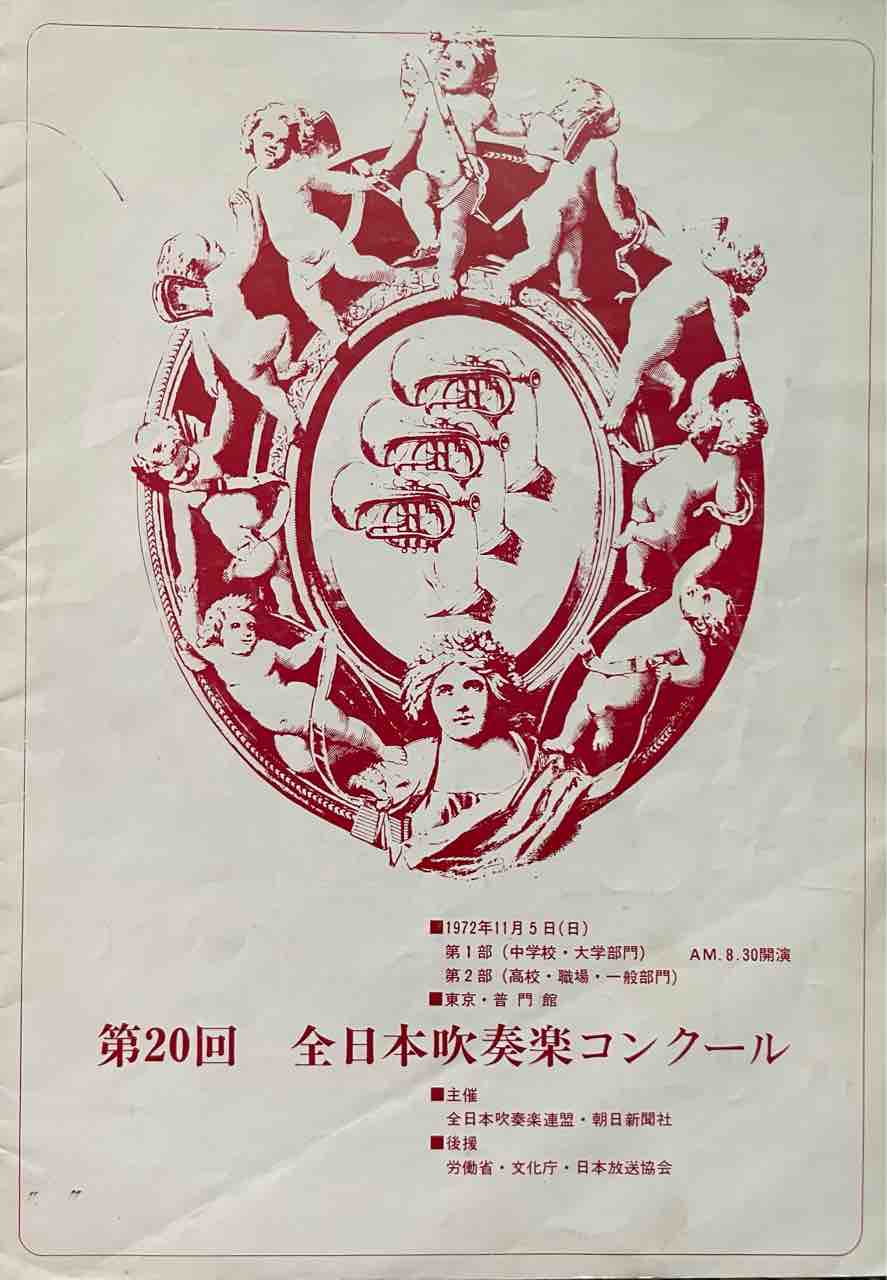 ■1972年11月5日(日)
第1部(中学校・大学部門) AM.8.30開演
第2部(高校・職場・一般部門)
■東京・普門館
第20回 全日本吹奏楽コンクール
■主催
全日本吹奏楽連盟・朝日新聞社
■後援
労働省・文化庁・日本放送協会